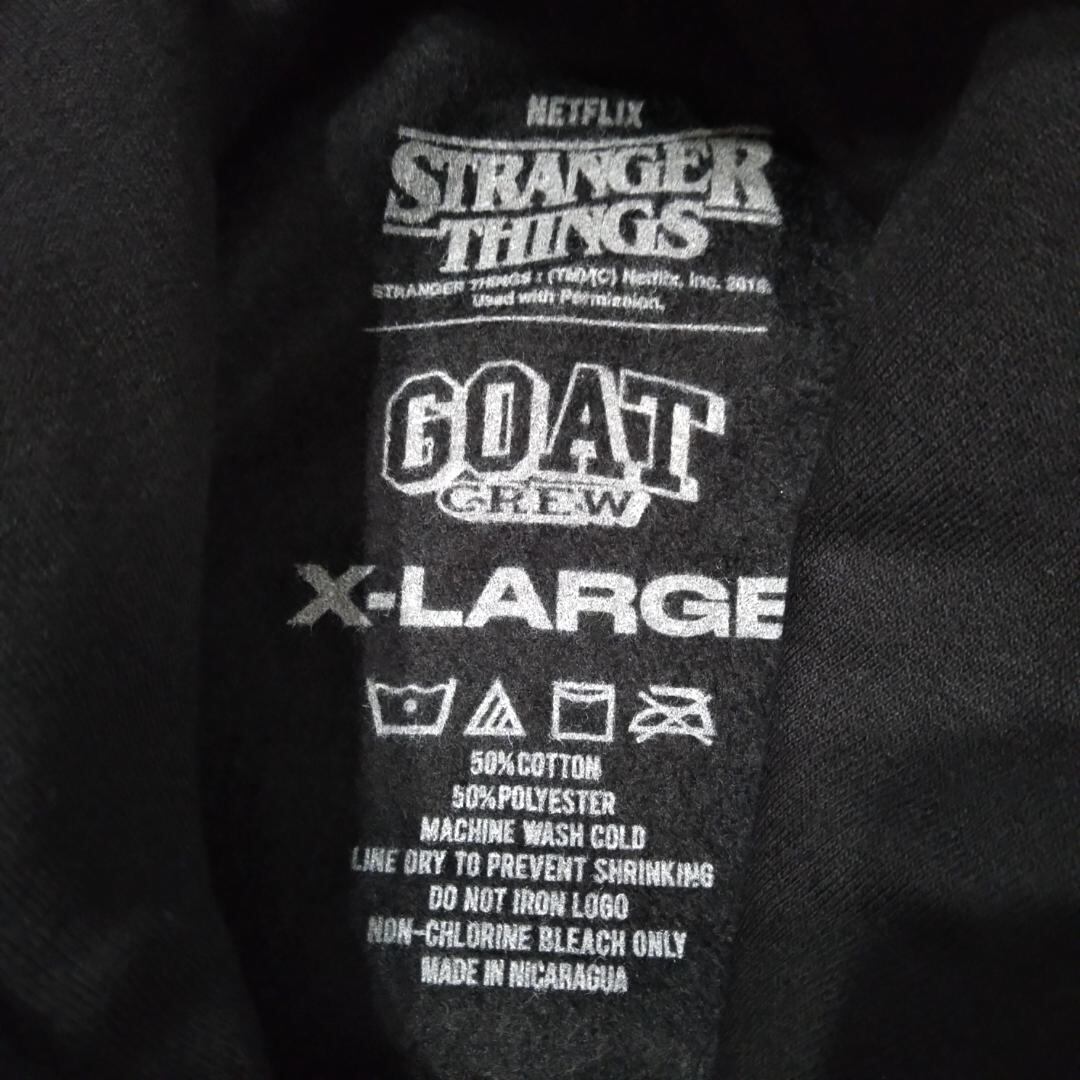 NETFLIX
STRANGER
THINGS
STRANGER THINGS : (TM)/(C) Netflix, Inc. 2018
Used with Permission.
GOAT
CREW
X-LARGE
50% COTTON
50% POLYESTER
MACHINE WASH COLD
LINE DRY TO PREVENT SHRINKING
DO NOT IRON LOGO
NON-CHLORINE BLEACH ONLY
MADE IN NICARAGUA